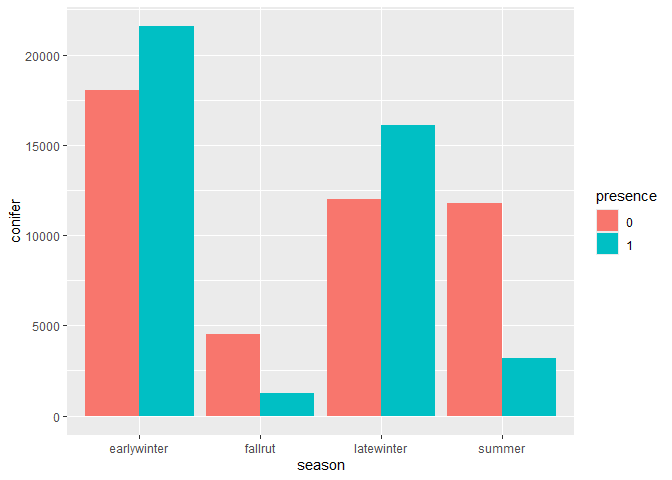 conifer
20000
15000
10000
5000
0
earlywinter fallrut latewinter summer
season
presence
0
1